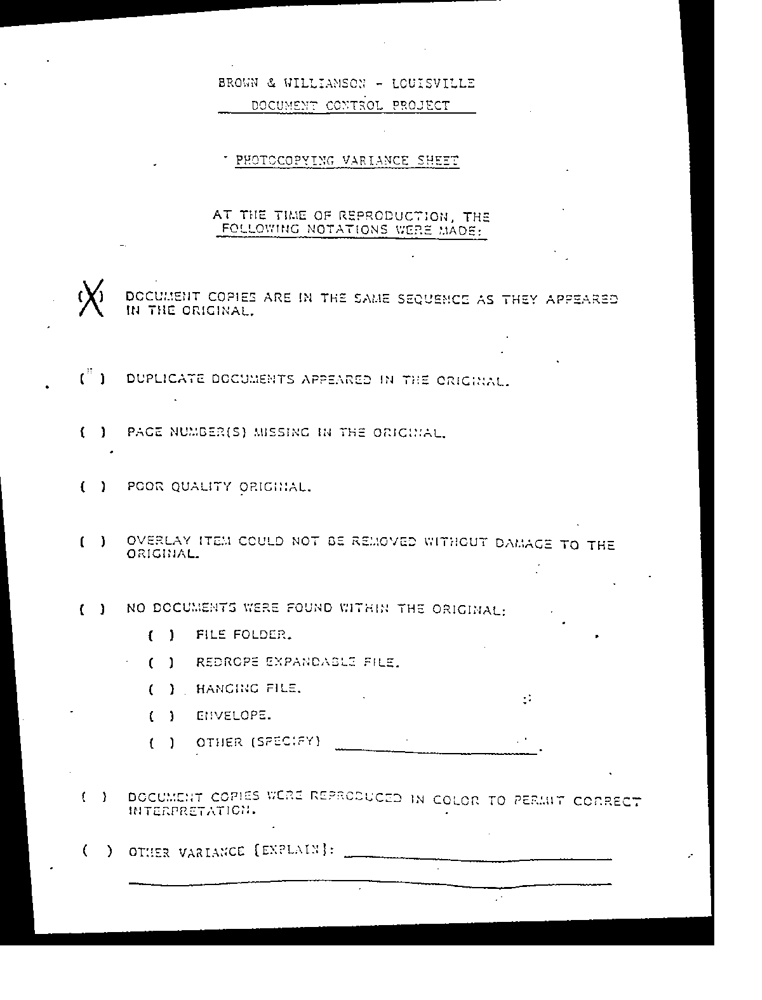 BROWN & WILLIAMSON - LOUISVILLE
DOCUMENT CONTROL PROJECT
PHOTOCOPYING VARIANCE SHEET
AT THE TIME OF REPRODUCTION, THE
FOLLOWING NOTATIONS WERE MADE:
(X) DOCUMENT COPIES ARE IN THE SAME SEQUENCE AS THEY APPEARED
IN THE ORIGINAL.
( ) DUPLICATE DOCUMENTS APPEARED IN THE ORIGINAL.
( ) PAGE NUMBER(S) MISSING IN THE ORIGINAL.
( ) POOR QUALITY ORIGINAL.
( ) OVERLAY ITEM COULD NOT BE REMOVED WITHOUT DAMAGE TO THE
ORIGINAL.
( ) NO DOCUMENTS WERE FOUND WITHIN THE ORIGINAL:
( ) FILE FOLDER.
( ) REDROPE EXPANDABLE FILE.
( ) HANGING FILE.
( ) ENVELOPE.
( ) OTHER (SPECIFY)
( ) DOCUMENT COPIES WERE REPRODUCED IN COLOR TO PERMIT CORRECT
INTERPRETATION.
( ) OTHER VARIANCE [EXPLAIN]: